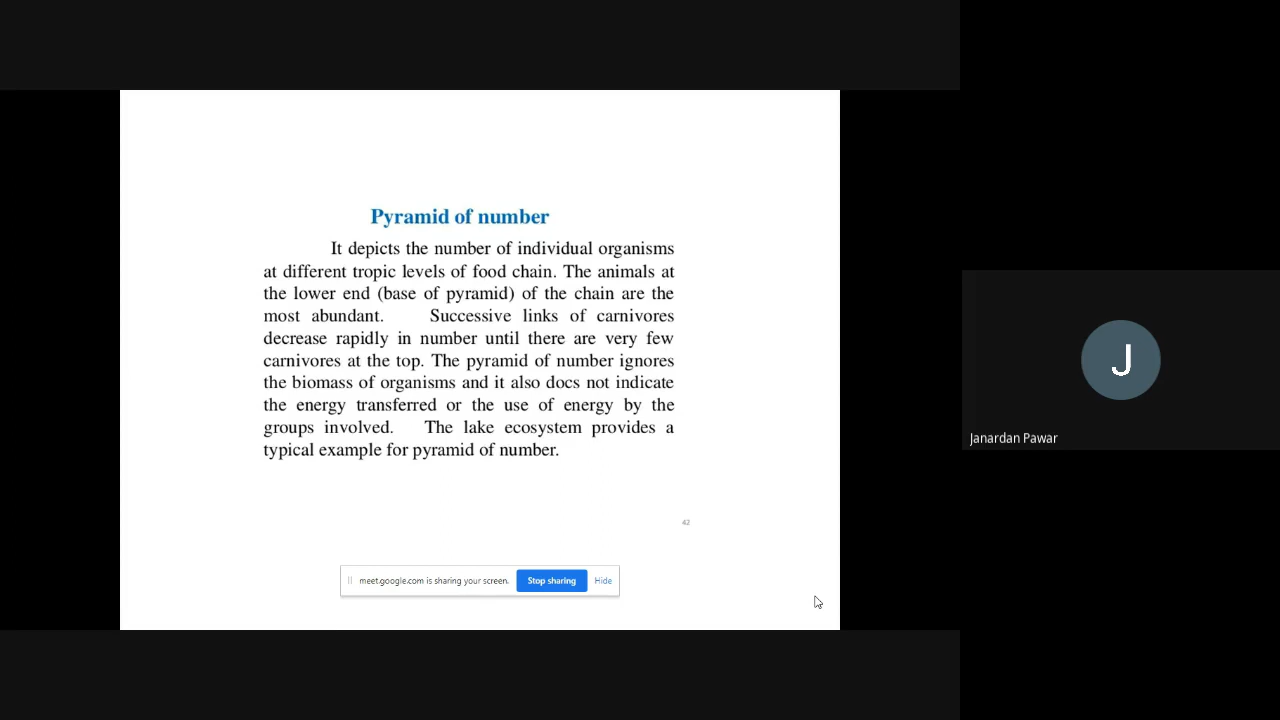 Pyramid of number
It depicts the number of individual organisms
at different tropic levels of food chain. The animals at
the lower end (base of pyramid) of the chain are the
most abundant. Successive links of carnivores
decrease rapidly in number until there are very few
carnivores at the top. The pyramid of number ignores
the biomass of organisms and it also docs not indicate
the energy transferred or the use of energy by the
groups involved. The lake ecosystem provides a
typical example for pyramid of number.
42
meet.google.com is sharing your screen. Stop sharing Hide
J
Janardan Pawar